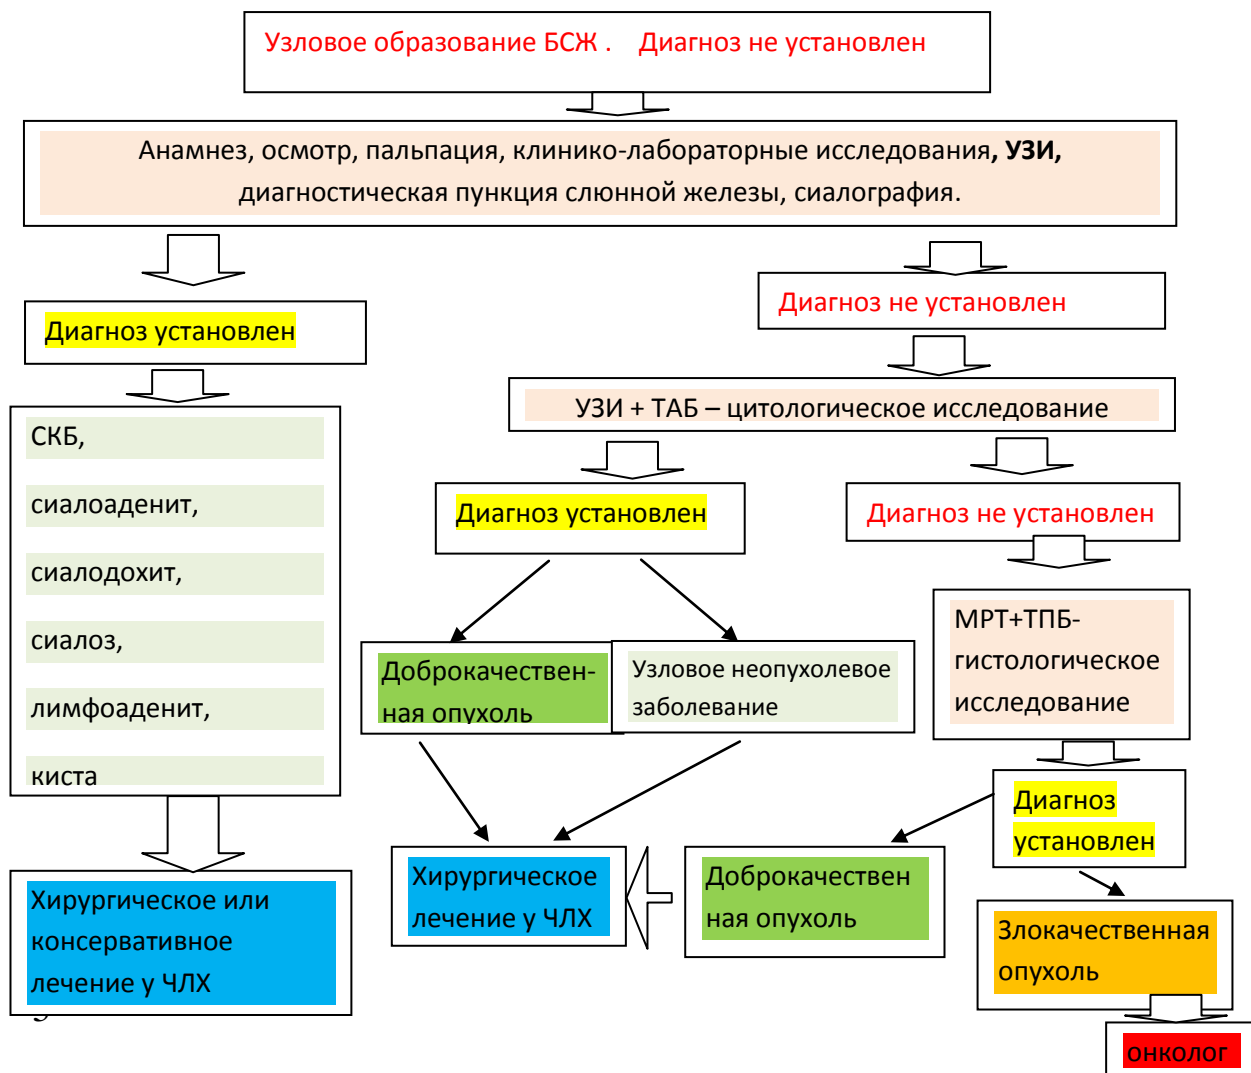 Узловое образование БСЖ . Диагноз не установлен
Анамнез, осмотр, пальпация, клинико-лабораторные исследования, УЗИ,
диагностическая пункция слюнной железы, сиалография.
Диагноз установлен
Диагноз не установлен
СКБ,
сиалоаденит,
сиалодохит,
сиалоз,
лимфоаденит,
киста
Хирургическое или
консервативное
лечение у ЧЛХ
УЗИ + ТАБ – цитологическое исследование
Диагноз установлен
Диагноз не установлен
Доброкачествен-
ная опухоль
Узловое неопухолевое
заболевание
МРТ+ТПБ-
гистологическое
исследование
Диагноз
установлен
Хирургическое
лечение у ЧЛХ
Доброкачествен
ная опухоль
Злокачественная
опухоль
онколог